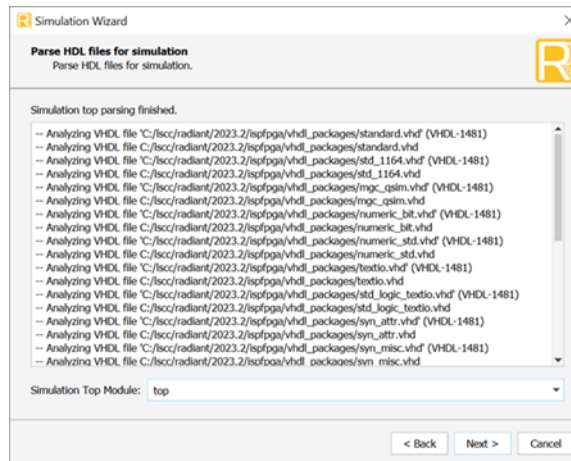 Simulation Wizard
Parse HDL files for simulation
Parse HDL files for simulation.
Simulation top parsing finished.
-- Analyzing VHDL file 'C:/lscc/radiant/2023.2/ispfpga/vhdl_packages/standard.vhd' (VHDL-1481)
-- Analyzing VHDL file C:/lscc/radiant/2023.2/ispfpga/vhdl_packages/standard.vhd
-- Analyzing VHDL file 'C:/lscc/radiant/2023.2/ispfpga/vhdl_packages/std_1164.vhd' (VHDL-1481)
-- Analyzing VHDL file C:/lscc/radiant/2023.2/ispfpga/vhdl_packages/std_1164.vhd
-- Analyzing VHDL file 'C:/lscc/radiant/2023.2/ispfpga/vhdl_packages/mgc_qsim.vhd' (VHDL-1481)
-- Analyzing VHDL file C:/lscc/radiant/2023.2/ispfpga/vhdl_packages/mgc_qsim.vhd
-- Analyzing VHDL file 'C:/lscc/radiant/2023.2/ispfpga/vhdl_packages/numeric_bit.vhd' (VHDL-1481)
-- Analyzing VHDL file C:/lscc/radiant/2023.2/ispfpga/vhdl_packages/numeric_bit.vhd
-- Analyzing VHDL file 'C:/lscc/radiant/2023.2/ispfpga/vhdl_packages/numeric_std.vhd' (VHDL-1481)
-- Analyzing VHDL file C:/lscc/radiant/2023.2/ispfpga/vhdl_packages/numeric_std.vhd
-- Analyzing VHDL file 'C:/lscc/radiant/2023.2/ispfpga/vhdl_packages/textio.vhd' (VHDL-1481)
-- Analyzing VHDL file C:/lscc/radiant/2023.2/ispfpga/vhdl_packages/textio.vhd
-- Analyzing VHDL file 'C:/lscc/radiant/2023.2/ispfpga/vhdl_packages/std_logic_textio.vhd' (VHDL-1481)
-- Analyzing VHDL file C:/lscc/radiant/2023.2/ispfpga/vhdl_packages/std_logic_textio.vhd
-- Analyzing VHDL file 'C:/lscc/radiant/2023.2/ispfpga/vhdl_packages/syn_attr.vhd' (VHDL-1481)
-- Analyzing VHDL file C:/lscc/radiant/2023.2/ispfpga/vhdl_packages/syn_attr.vhd
-- Analyzing VHDL file 'C:/lscc/radiant/2023.2/ispfpga/vhdl_packages/syn_misc.vhd' (VHDL-1481)
-- Analyzing VHDL file C:/lscc/radiant/2023.2/ispfpga/vhdl_packages/syn_misc.vhd
Simulation Top Module: top
< Back Next > Cancel